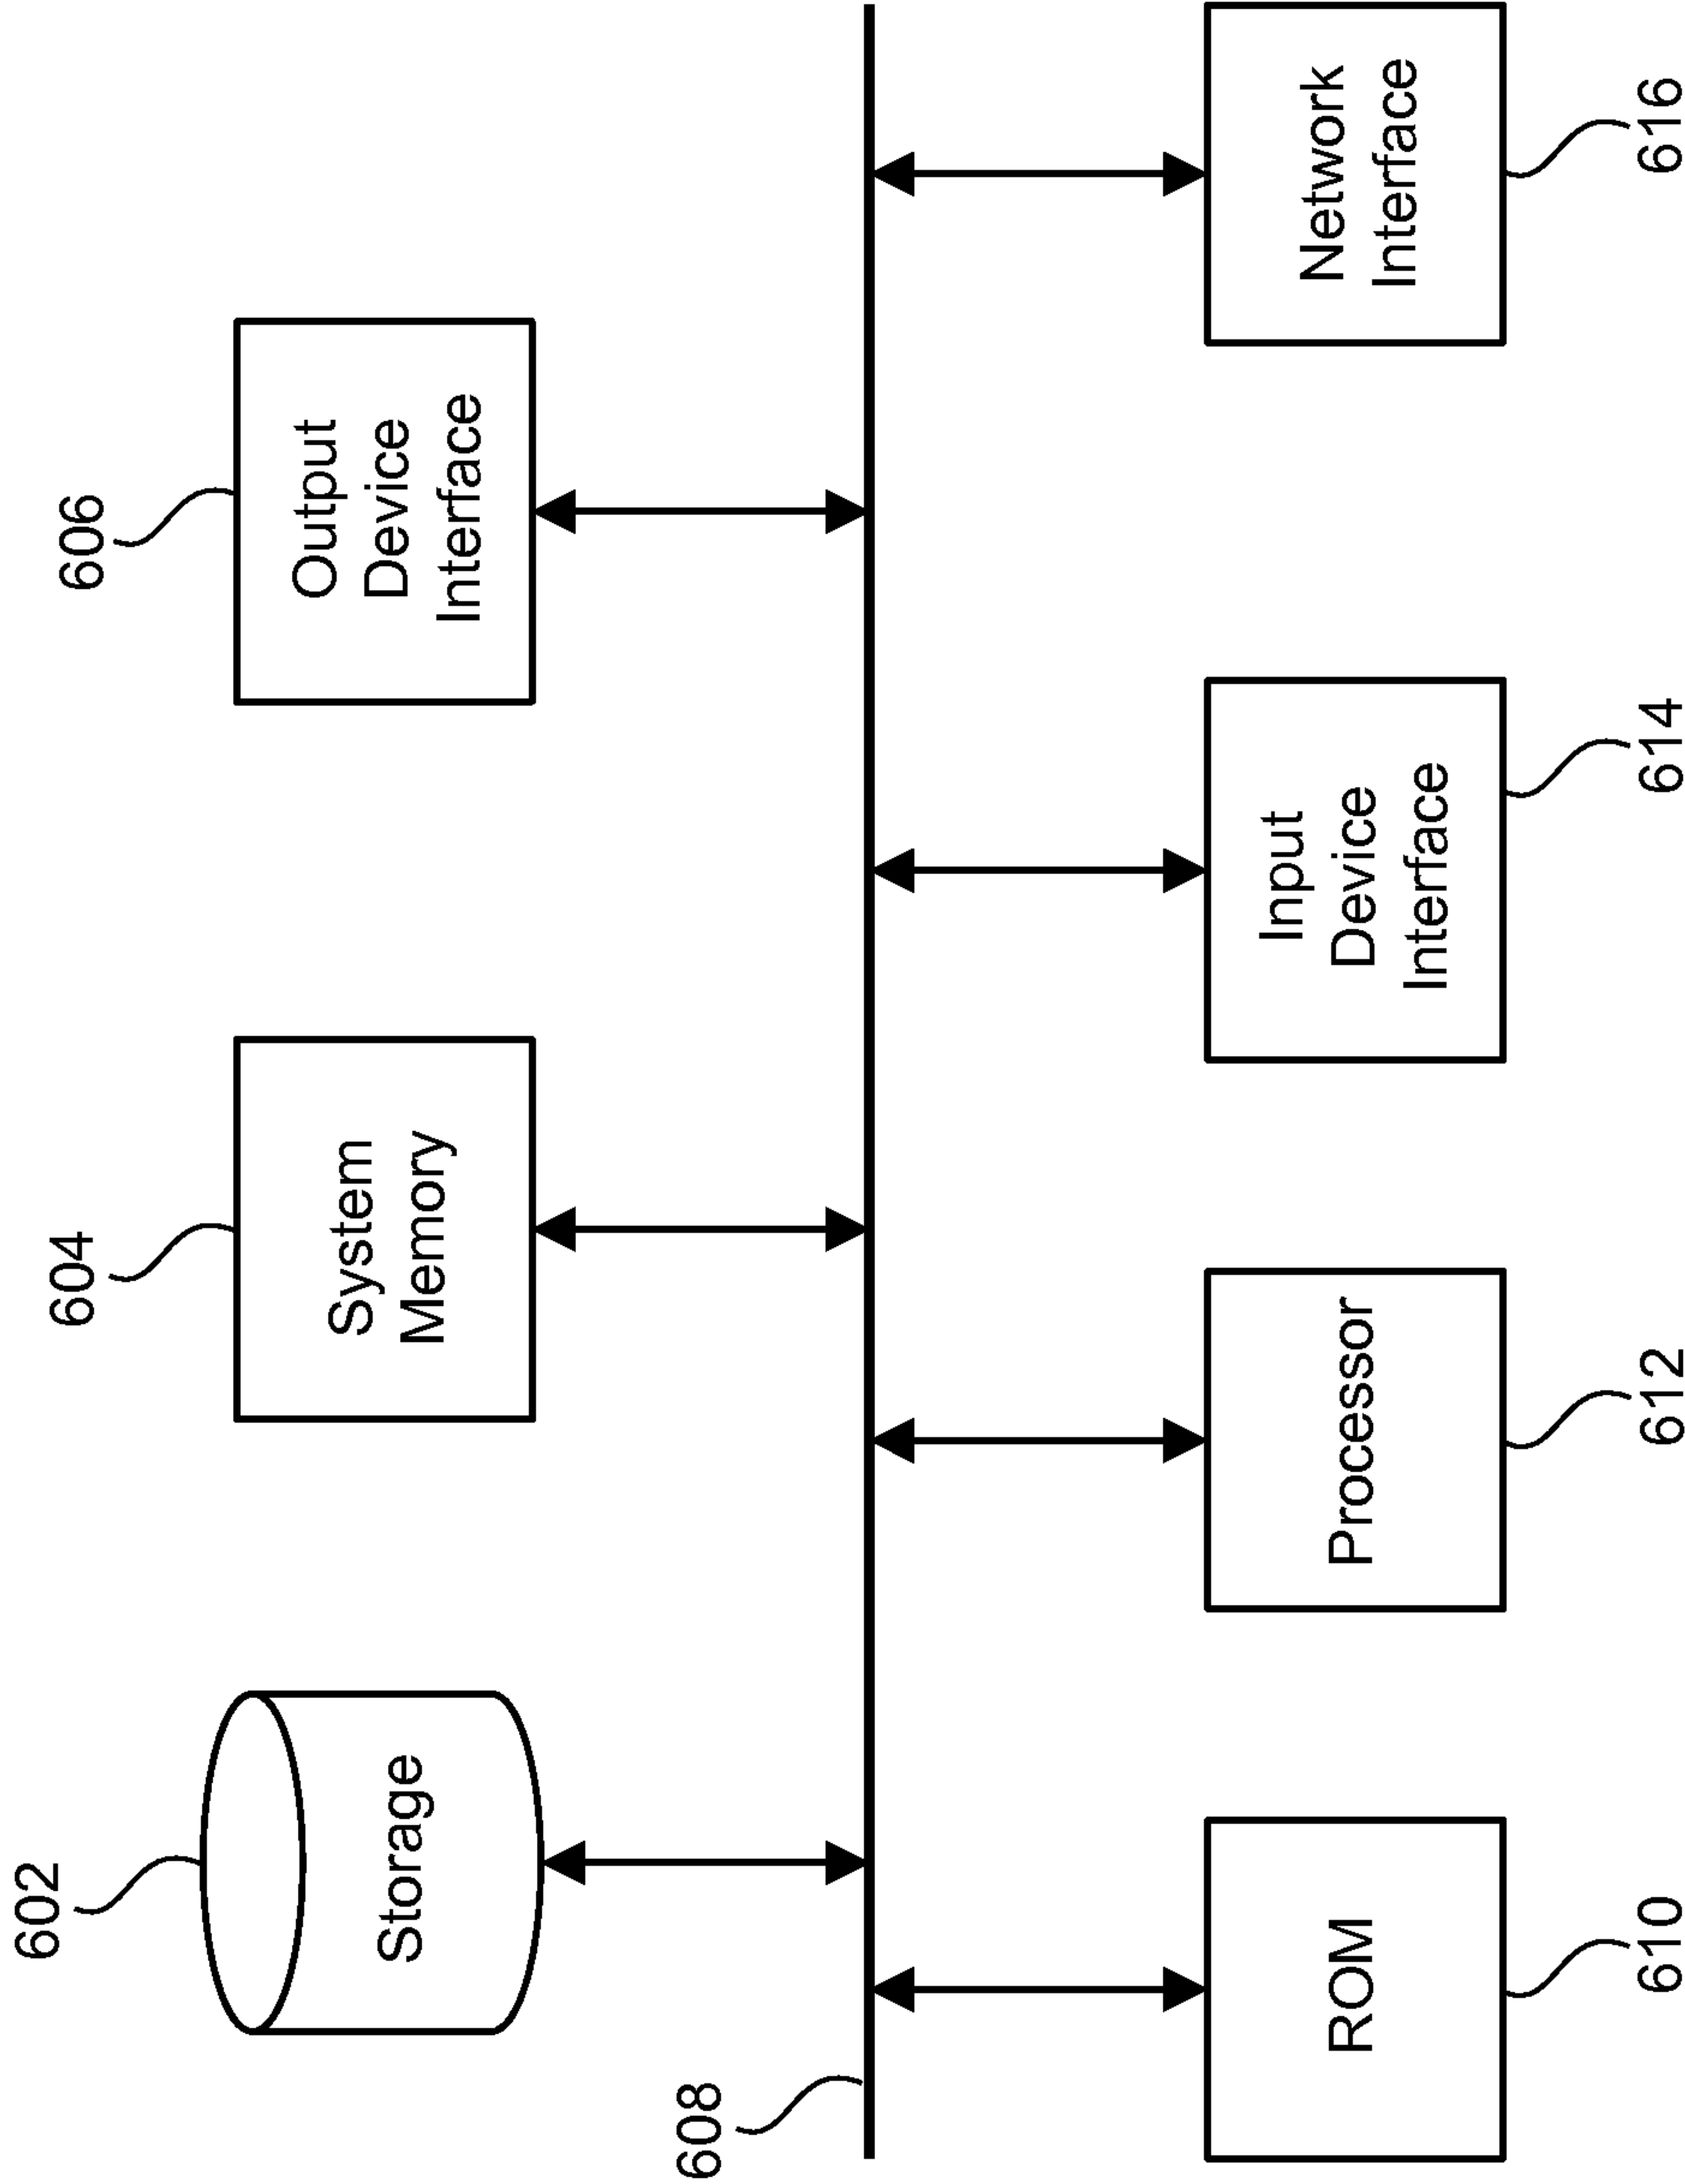 602
Storage
604
System
Memory
606
Output
Device
Interface
608
ROM
610
Processor
612
Input
Device
Interface
614
Network
Interface
616